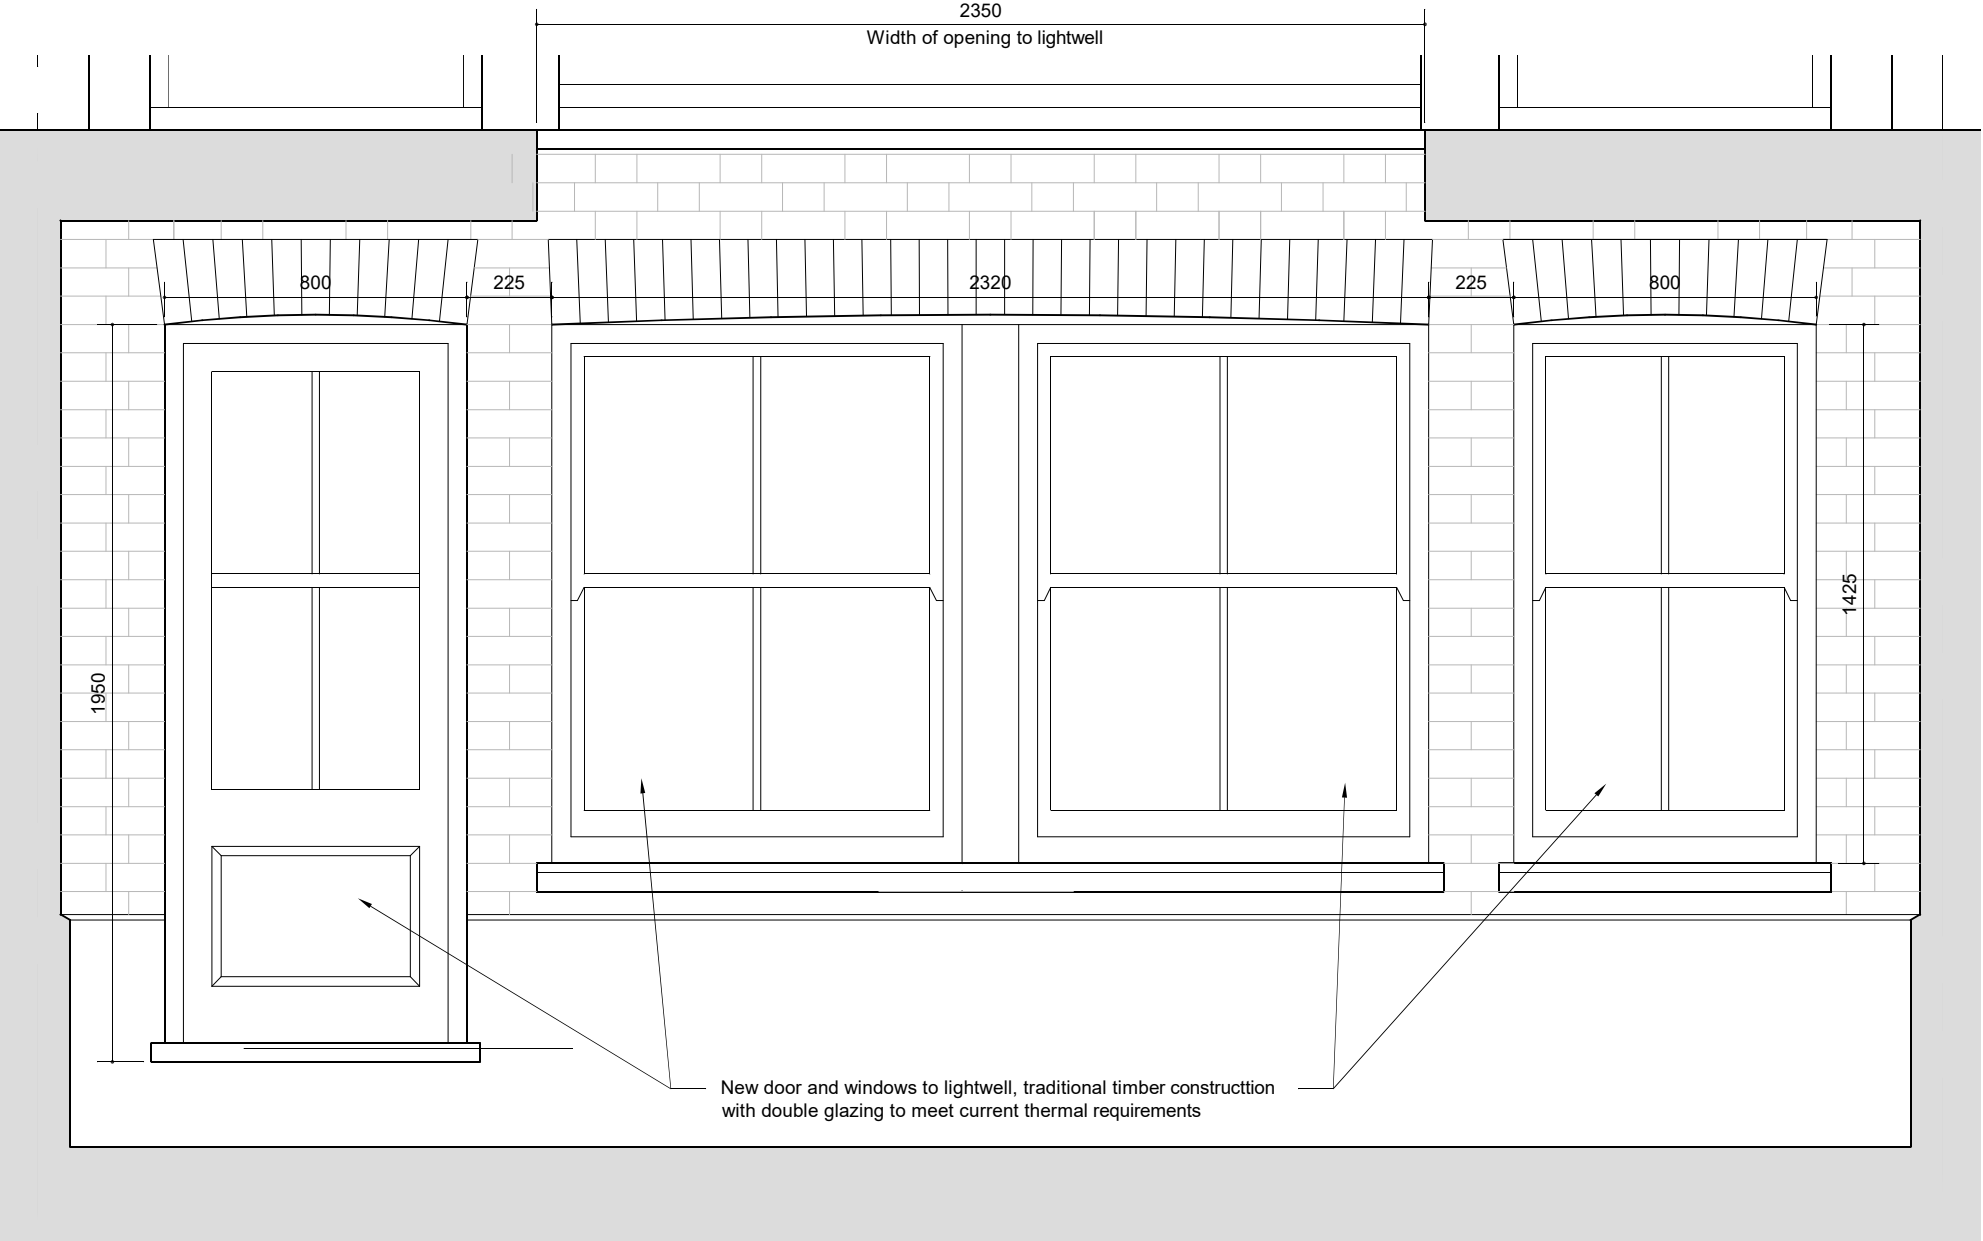 2350
Width of opening to lightwell
800
225
2320
225
800
1425
1950
New door and windows to lightwell, traditional timber constructtion
with double glazing to meet current thermal requirements